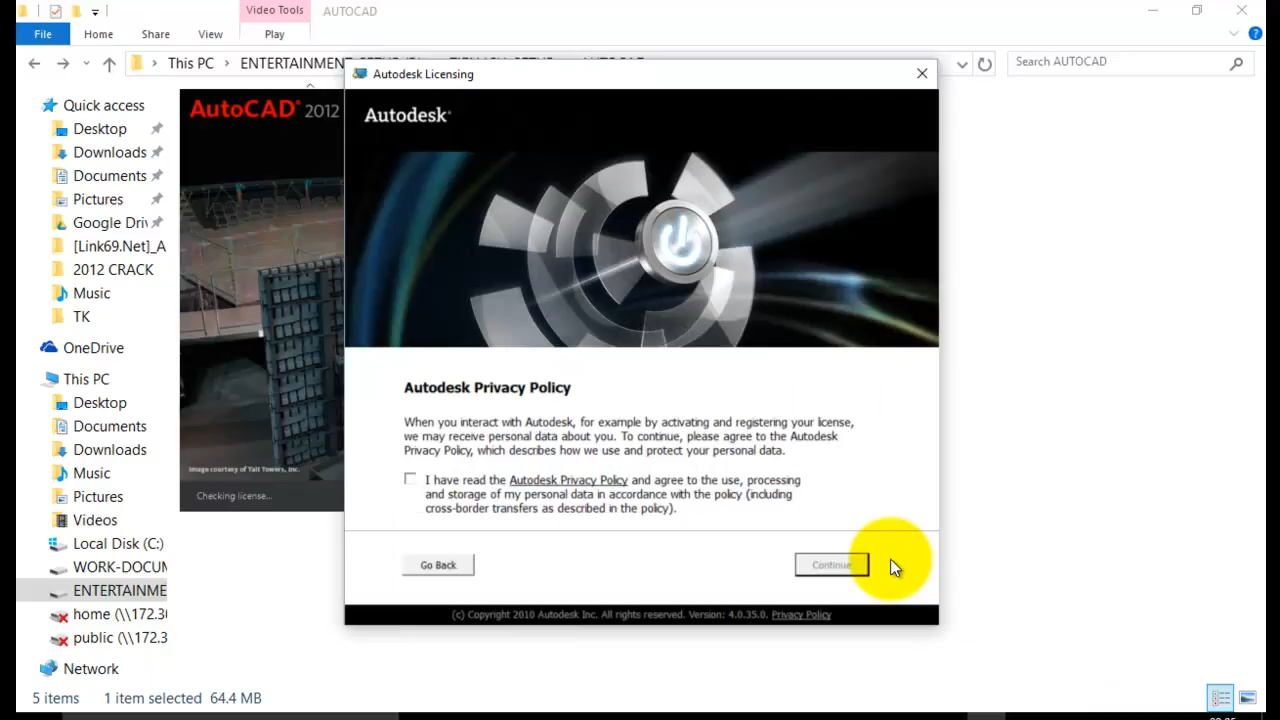 Video Tools
AUTOCAD
File
Home
Share
View
Play
This PC
Search AUTOCAD
Quick access
Desktop
Downloads
Documents
Pictures
Google Driv
[Link69.Net]_A
2012 CRACK
Music
TK
OneDrive
This PC
Desktop
Documents
Downloads
Music
Pictures
Videos
Local Disk (C:)
WORK-DOCUM
ENTERTAINME
home (\\172.30
public (\\172.3
Network
5 items 1 item selected 64.4 MB
AutoCAD® 2012
Image courtesy of Tait Towers, Inc.
Checking license...
Autodesk Licensing
Autodesk®
Autodesk Privacy Policy
When you interact with Autodesk, for example by activating and registering your license,
we may receive personal data about you. To continue, please agree to the Autodesk
Privacy Policy, which describes how we use and protect your personal data.
I have read the Autodesk Privacy Policy and agree to the use, processing
and storage of my personal data in accordance with the policy (including
cross-border transfers as described in the policy).
Go Back
Continue
(c) Copyright 2010 Autodesk Inc. All rights reserved. Version: 4.0.35.0. Privacy Policy